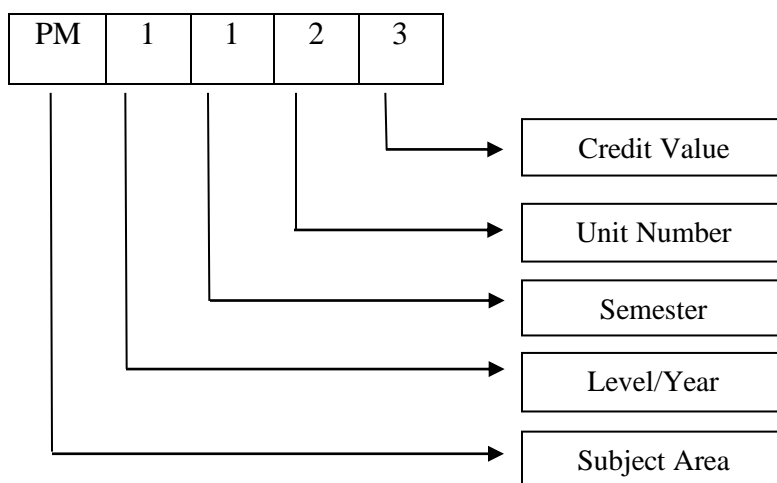 PM 1 1 2 3
Credit Value
Unit Number
Semester
Level/Year
Subject Area